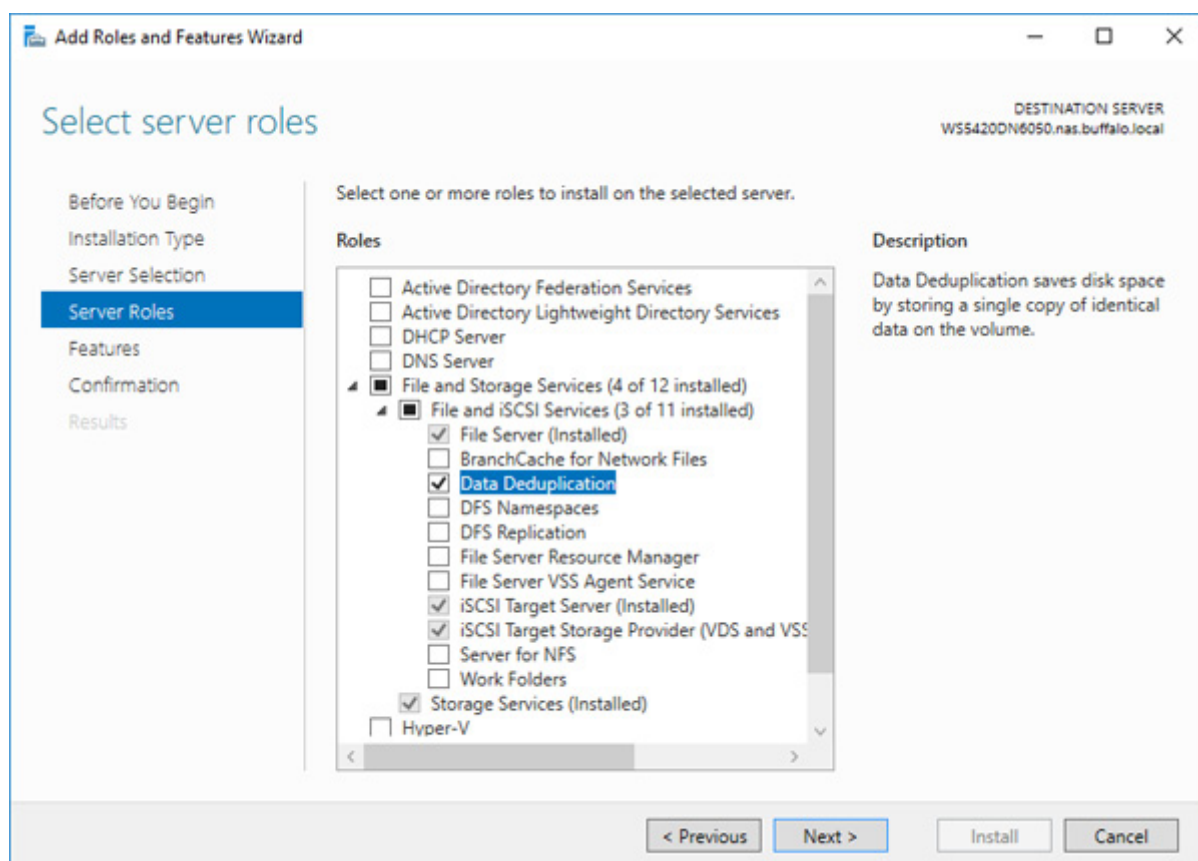 Add Roles and Features Wizard
Select server roles
DESTINATION SERVER
WS5420DN6050.nas.buffalo.local
Before You Begin
Installation Type
Server Selection
Server Roles
Features
Confirmation
Results
Select one or more roles to install on the selected server.
Roles
Active Directory Federation Services
Active Directory Lightweight Directory Services
DHCP Server
DNS Server
File and Storage Services (4 of 12 installed)
File and iSCSI Services (3 of 11 installed)
File Server (Installed)
BranchCache for Network Files
Data Deduplication
DFS Namespaces
DFS Replication
File Server Resource Manager
File Server VSS Agent Service
iSCSI Target Server (Installed)
iSCSI Target Storage Provider (VDS and VSS
Server for NFS
Work Folders
Storage Services (Installed)
Hyper-V
Description
Data Deduplication saves disk space
by storing a single copy of identical
data on the volume.
< Previous
Next >
Install
Cancel